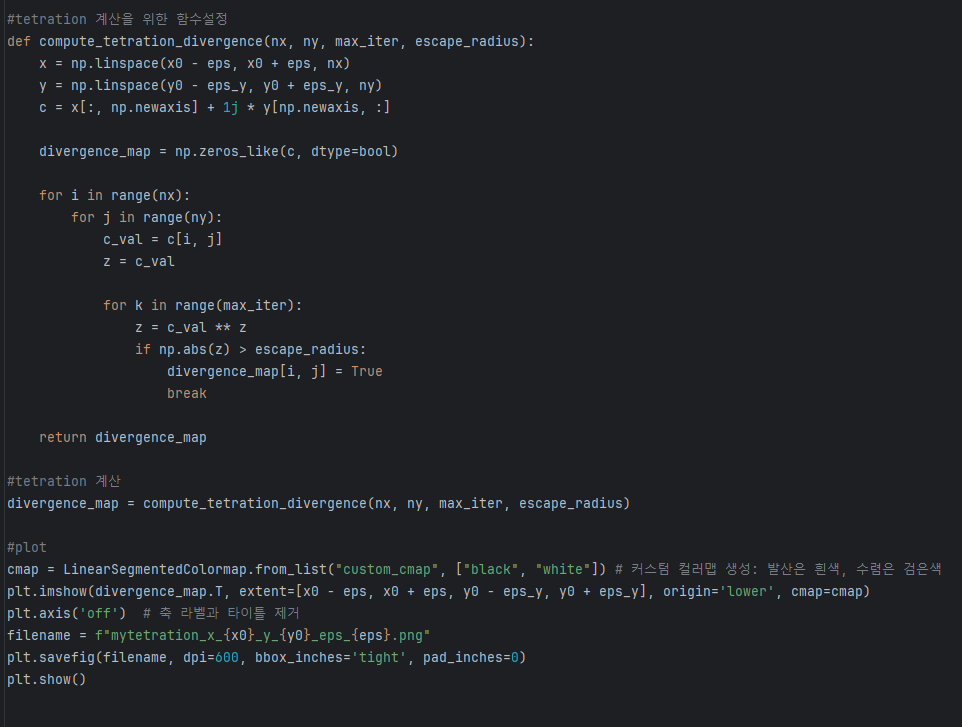 #tetration 계산을 위한 함수설정
def compute_tetration_divergence(nx, ny, max_iter, escape_radius):
    x = np.linspace(x0 - eps, x0 + eps, nx)
    y = np.linspace(y0 - eps_y, y0 + eps_y, ny)
    c = x[:, np.newaxis] + 1j * y[np.newaxis, :]

    divergence_map = np.zeros_like(c, dtype=bool)

    for i in range(nx):
        for j in range(ny):
            c_val = c[i, j]
            z = c_val

            for k in range(max_iter):
                z = c_val ** z
                if np.abs(z) > escape_radius:
                    divergence_map[i, j] = True
                    break

    return divergence_map

#tetration 계산
divergence_map = compute_tetration_divergence(nx, ny, max_iter, escape_radius)

#plot
cmap = LinearSegmentedColormap.from_list("custom_cmap", ["black", "white"]) # 커스텀 컬러맵 생성: 발산은 흰색, 수렴은 검은색
plt.imshow(divergence_map.T, extent=[x0 - eps, x0 + eps, y0 - eps_y, y0 + eps_y], origin='lower', cmap=cmap)
plt.axis('off')  # 축 라벨과 타이틀 제거
filename = f"mytetration_x_{x0}_y_{y0}_eps_{eps}.png"
plt.savefig(filename, dpi=600, bbox_inches='tight', pad_inches=0)
plt.show()